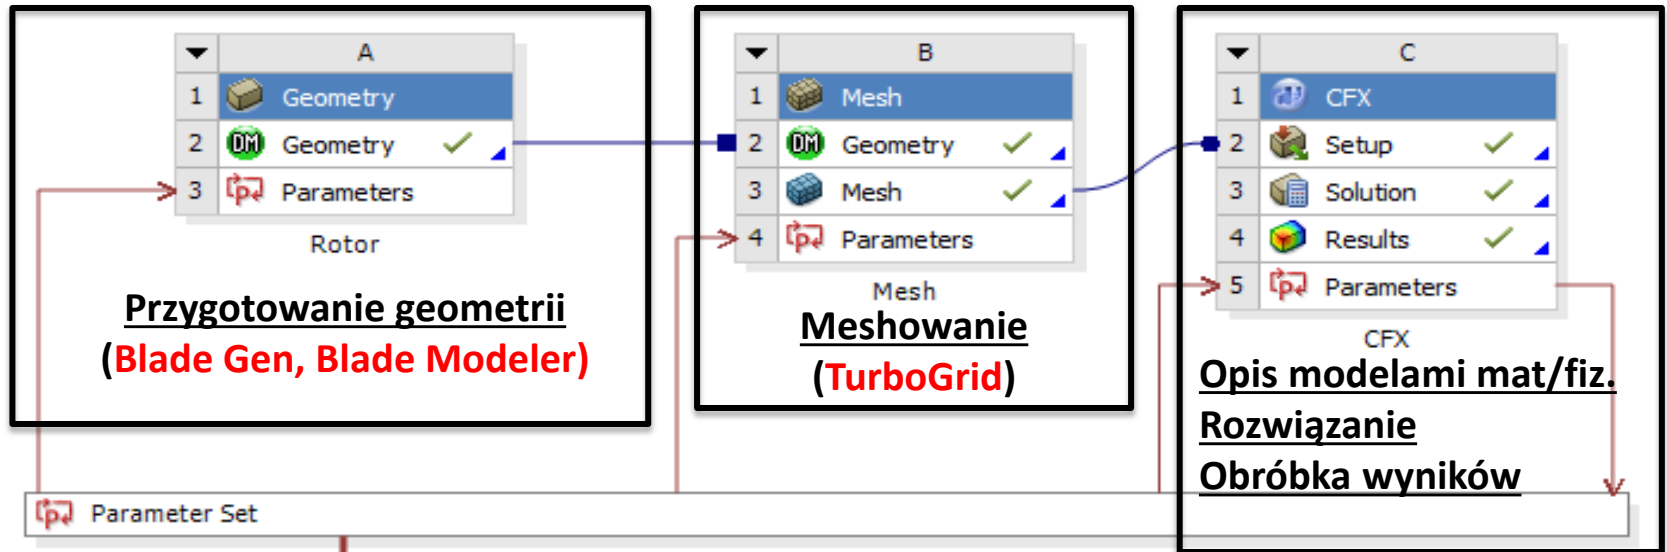 A
1 Geometry
2 DM Geometry
3 Parameters
Rotor
Przygotowanie geometrii
(Blade Gen, Blade Modeler)
B
1 Mesh
2 DM Geometry
3 Mesh
4 Parameters
Mesh
Meshowanie
(TurboGrid)
C
1 CFX
2 Setup
3 Solution
4 Results
5 Parameters
CFX
Opis modelami mat/fiz.
Rozwiązanie
Obróbka wyników
Parameter Set